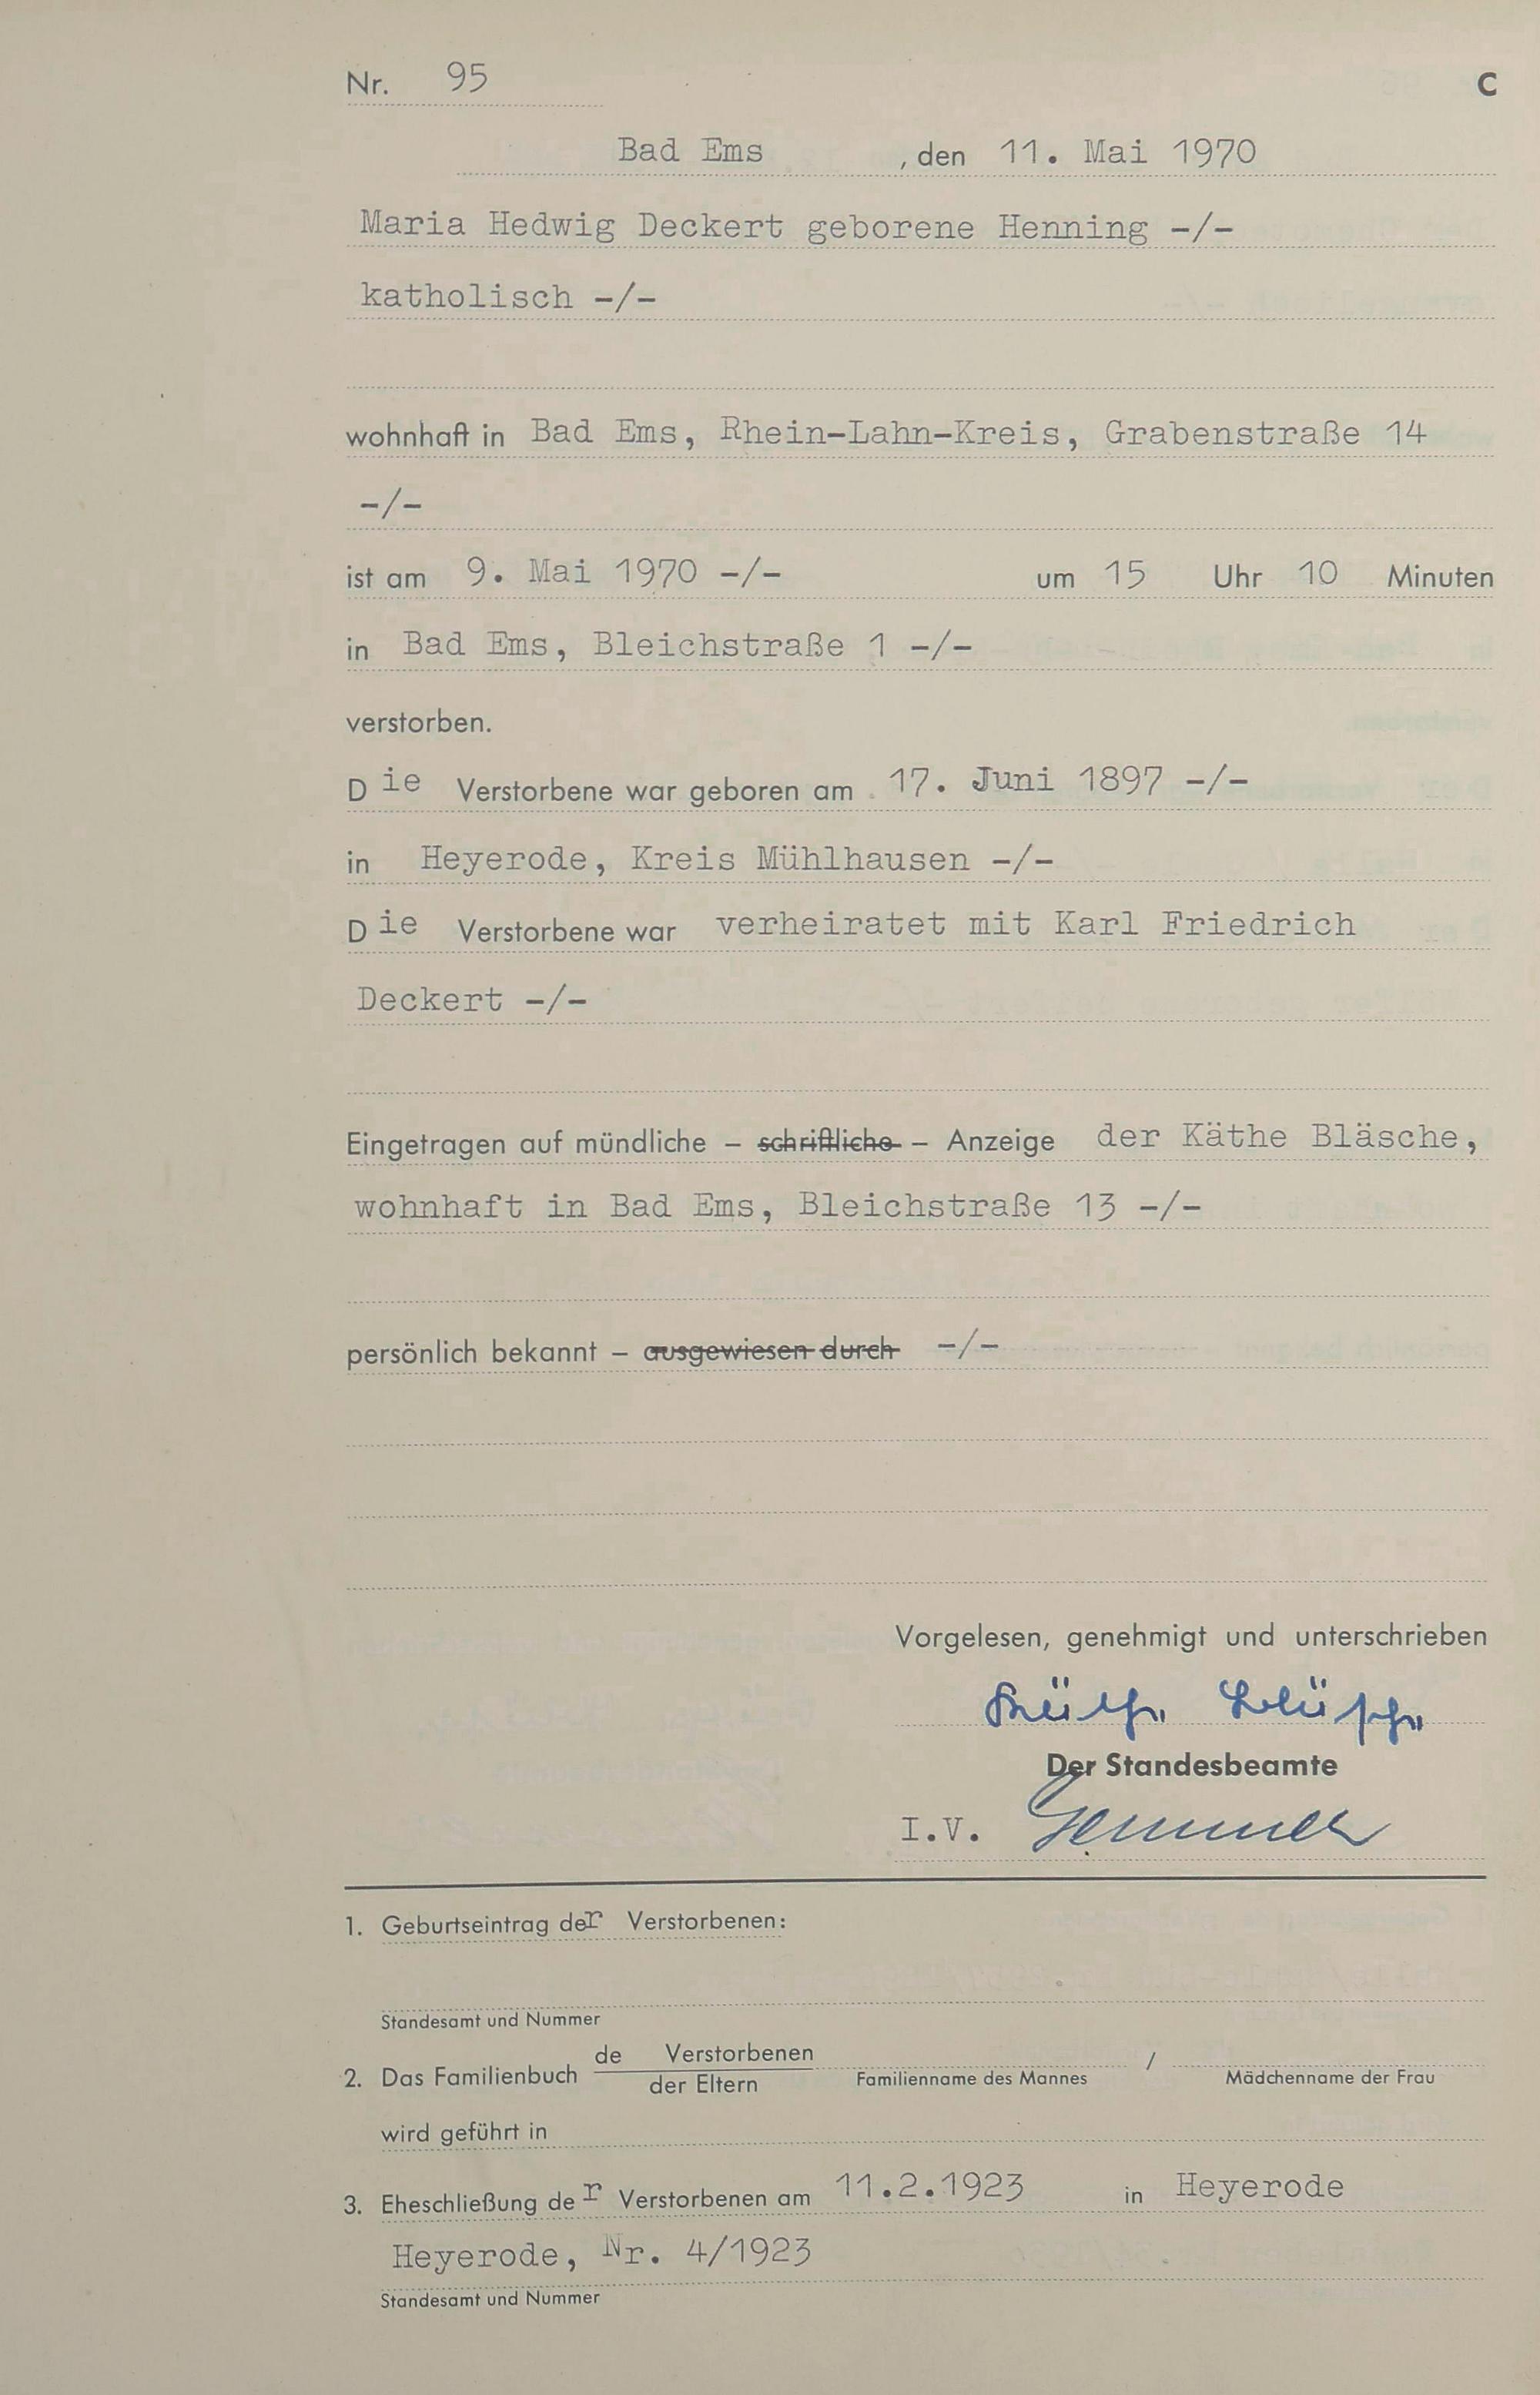 Nr. 95 C
Bad Ems , den 11. Mai 1970
Maria Hedwig Deckert geborene Henning -/-
katholisch -/-
wohnhaft in Bad Ems, Rhein-Lahn-Kreis, Grabenstraße 14
-/-
ist am 9. Mai 1970 -/- um 15 Uhr 10 Minuten
in Bad Ems, Bleichstraße 1 -/-
verstorben.
Die Verstorbene war geboren am 17. Juni 1897 -/-
in Heyerode, Kreis Mühlhausen -/-
Die Verstorbene war verheiratet mit Karl Friedrich
Deckert -/-
Eingetragen auf mündliche – schriftliche – Anzeige der Käthe Bläsche,
wohnhaft in Bad Ems, Bleichstraße 13 -/-
persönlich bekannt – ausgewiesen durch -/-
Vorgelesen, genehmigt und unterschrieben
Käthe Bläsche
Der Standesbeamte
I.V.
1. Geburtseintrag der Verstorbenen:
Standesamt und Nummer
2. Das Familienbuch de Verstorbenen / der Eltern Familienname des Mannes / Mädchenname der Frau
wird geführt in
3. Eheschließung der Verstorbenen am 11.2.1923 in Heyerode
Heyerode, Nr. 4/1923
Standesamt und Nummer